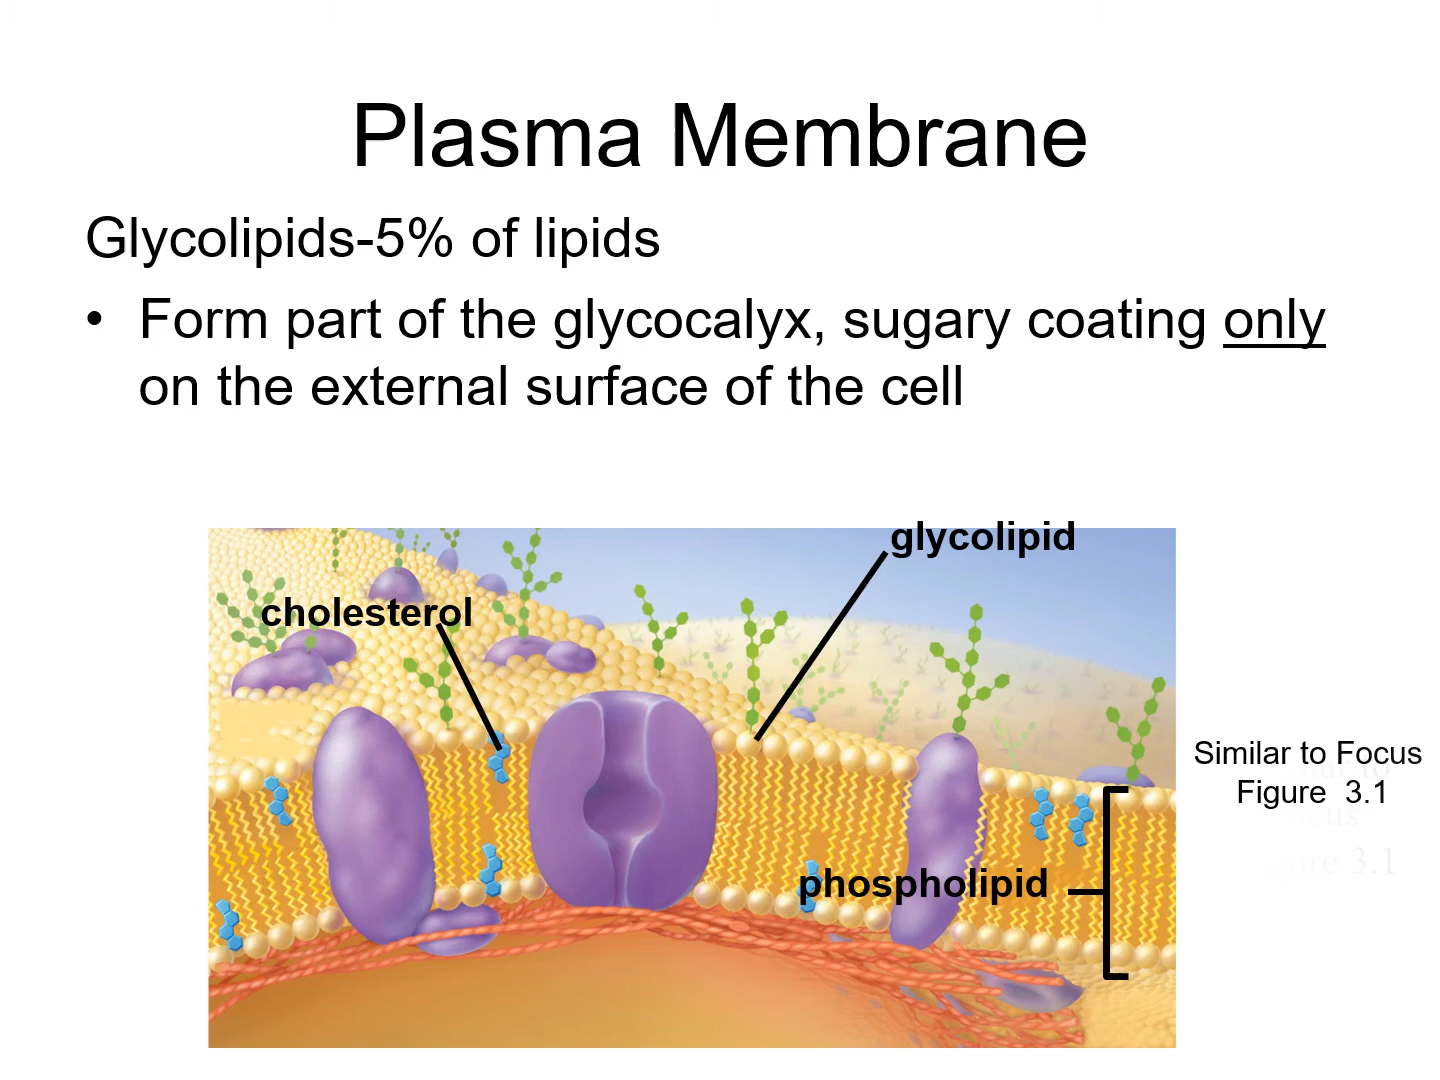 Plasma Membrane
Glycolipids-5% of lipids
• Form part of the glycocalyx, sugary coating only
on the external surface of the cell
glycolipid
cholesterol
Similar to Focus
Figure 3.1
phospholipid